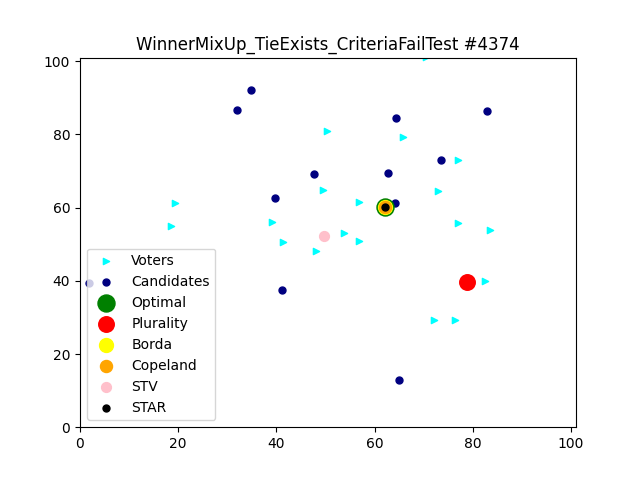 WinnerMixUp_TieExists_CriteriaFailTest #4374
100
80
60
40
20
0
Voters
Candidates
Optimal
Plurality
Borda
Copeland
STV
STAR
0 20 40 60 80 100